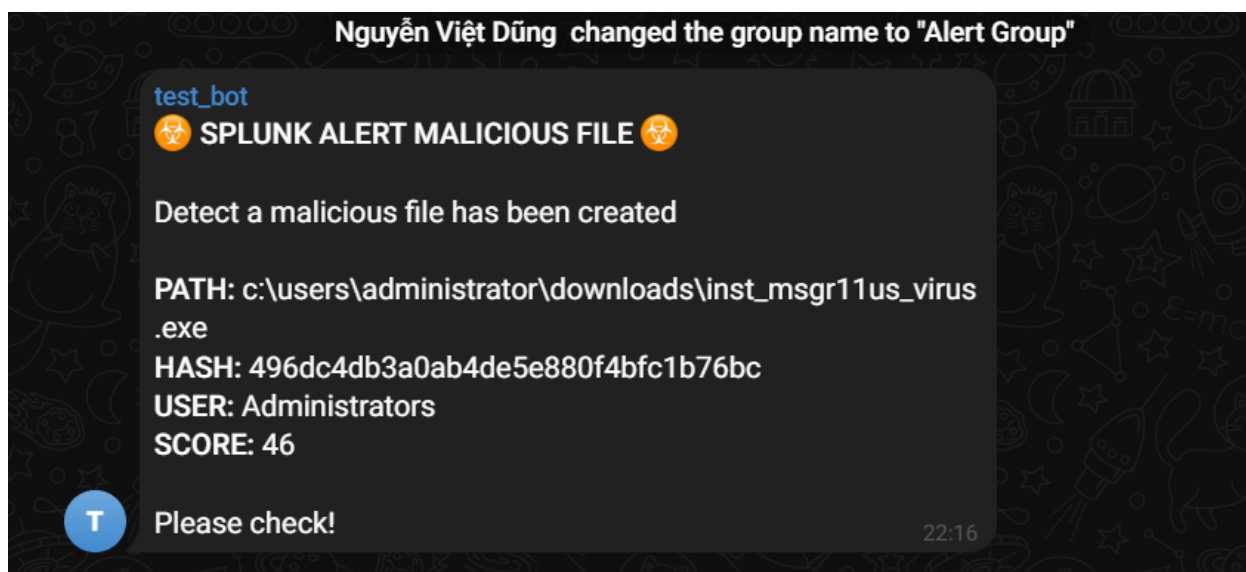 Nguyễn Việt Dũng changed the group name to "Alert Group"
test_bot
☣ SPLUNK ALERT MALICIOUS FILE ☣
Detect a malicious file has been created
PATH: c:\users\administrator\downloads\inst_msgr11us_virus
.exe
HASH: 496dc4db3a0ab4de5e880f4bfc1b76bc
USER: Administrators
SCORE: 46
T
Please check!
22:16